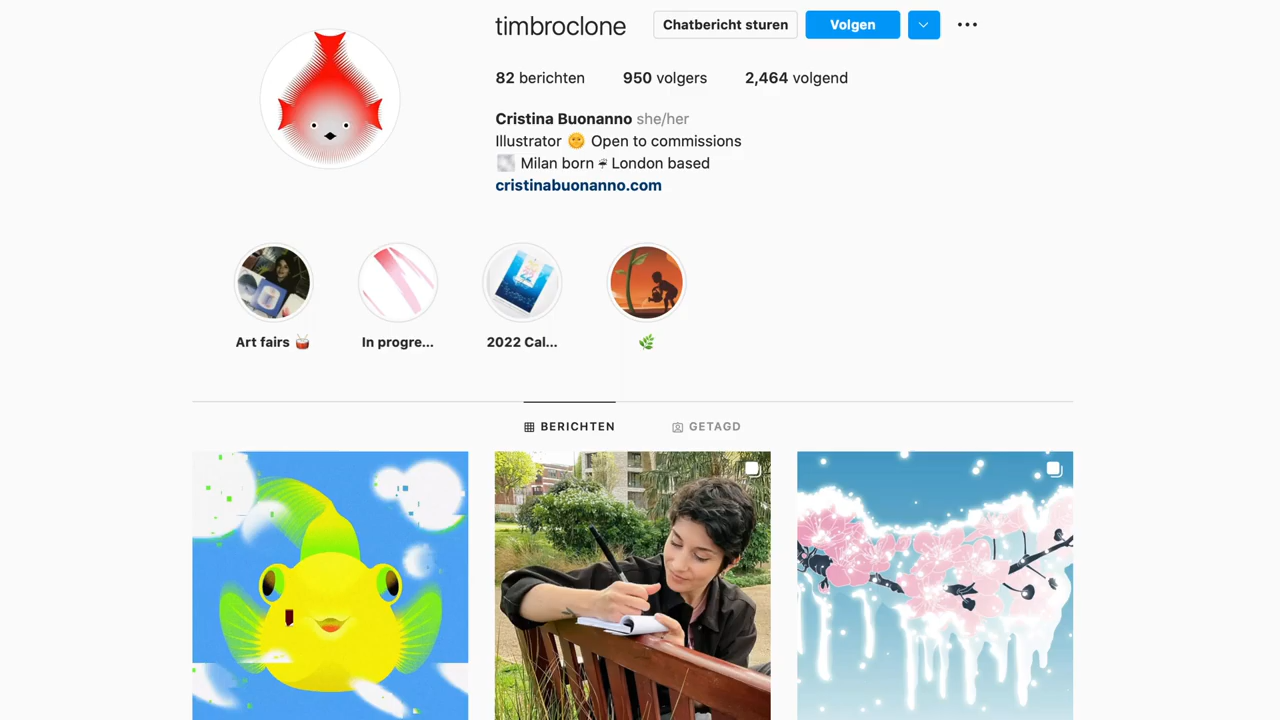 timbroclone Chatbericht sturen Volgen
82 berichten 950 volgers 2,464 volgend
Cristina Buonanno she/her
Illustrator 🌞 Open to commissions
Milan born ☔ London based
cristinabuonanno.com
Art fairs 🥁 In progre... 2022 Cal... 🌿
BERICHTEN GETAGD